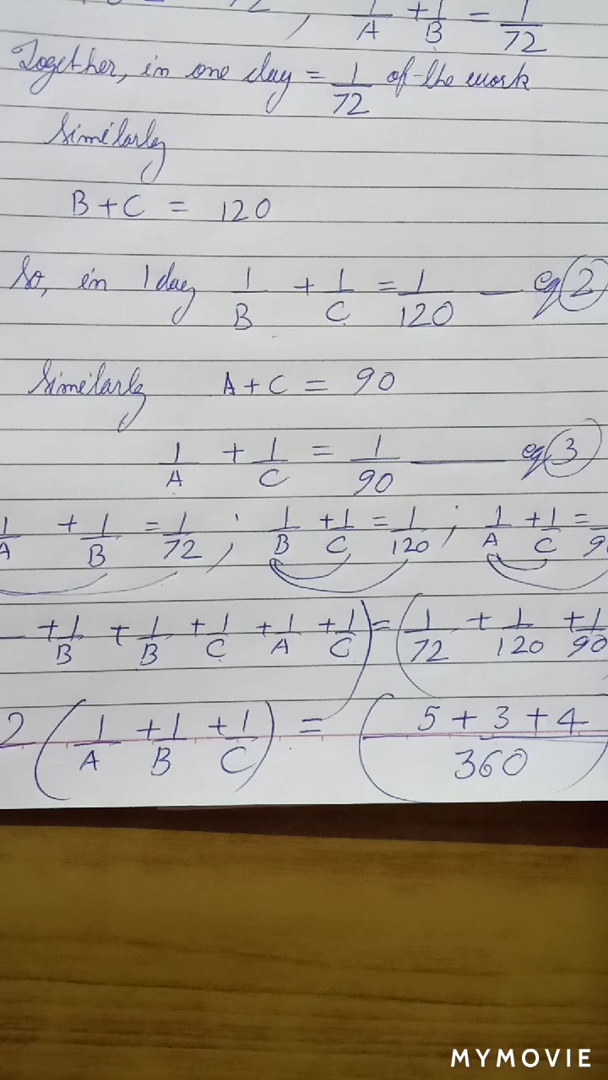 1/A + 1/B = 1/72
Together, in one day = 1/72 of the work
Similarly
B+C = 120
So, in 1 day 1/B + 1/C = 1/120 — eq 2
Similarly A+C = 90
1/A + 1/C = 1/90 — eq 3
1/A + 1/B = 1/72 ; 1/B + 1/C = 1/120 ; 1/A + 1/C =
+ 1/B + 1/B + 1/C + 1/A + 1/C ) = ( 1/72 + 1/120 + 1/90
2 ( 1/A + 1/B + 1/C ) = ( 5 + 3 + 4 / 360 )
MYMOVIE